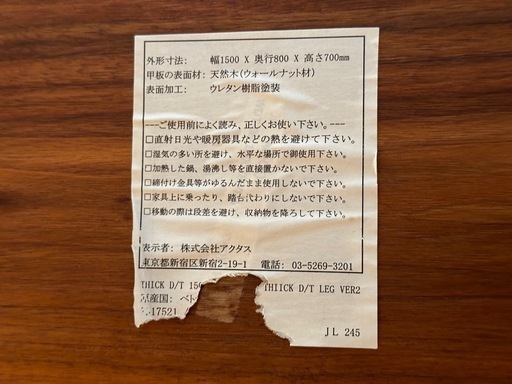 外形寸法: 幅1500 X 奥行800 X 高さ700mm
甲板の表面材: 天然木(ウォールナット材)
表面加工: ウレタン樹脂塗装
---ご使用前によく読み、正しくお使い下さい。---
□直射日光や暖房器具などの熱を避けて下さい。
□湿気の多い所を避け、水平な場所で御使用下さい。
□加熱した鍋、湯沸し等を直接置かないで下さい。
□締付け金具等がゆるんだまま使用しないで下さい。
□家具上に乗ったり、踏台代わりにしないで下さい。
□移動の際は段差を避け、収納物を降ろして下さい。
表示者: 株式会社アクタス
東京都新宿区新宿2-19-1 電話: 03-5269-3201
THICK D/T 150 THIICK D/T LEG VER2
原産国: ベト
17521
JL 245